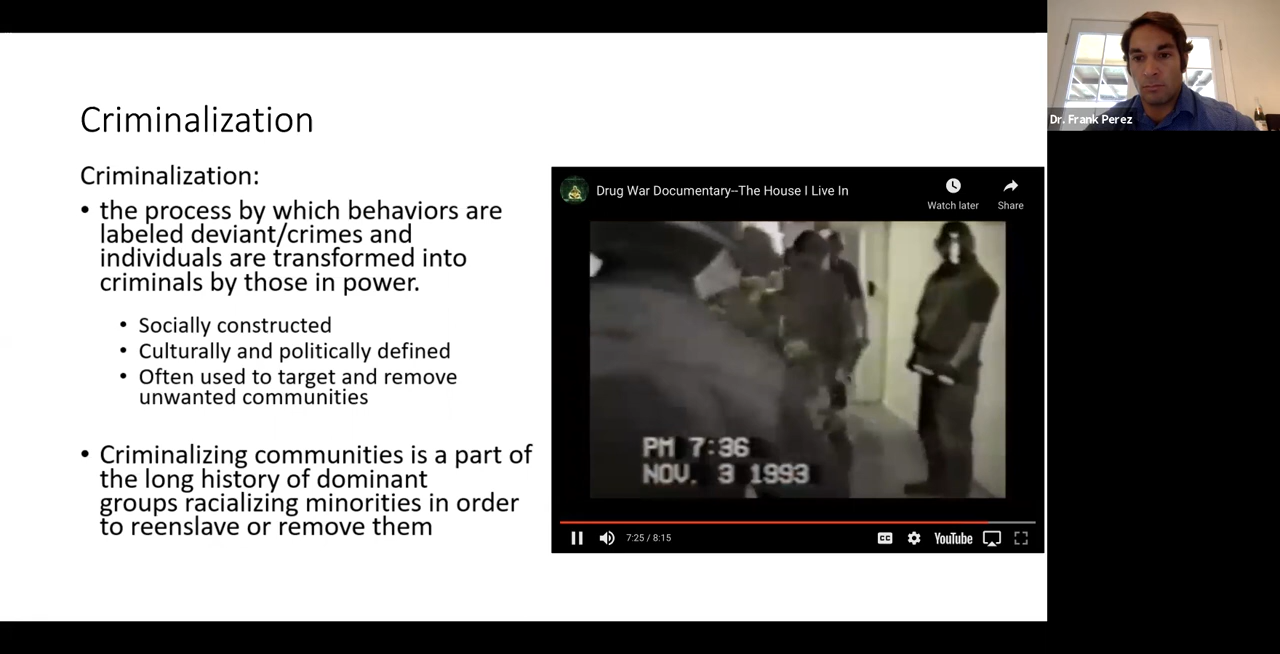 Criminalization
Criminalization:
• the process by which behaviors are
labeled deviant/crimes and
individuals are transformed into
criminals by those in power.
• Socially constructed
• Culturally and politically defined
• Often used to target and remove
unwanted communities
• Criminalizing communities is a part of
the long history of dominant
groups racializing minorities in order
to reenslave or remove them
Drug War Documentary--The House I Live In
Watch later
Share
PM 7:36
NOV. 3 1993
7:25 / 8:15
CC
YouTube
Dr. Frank Perez